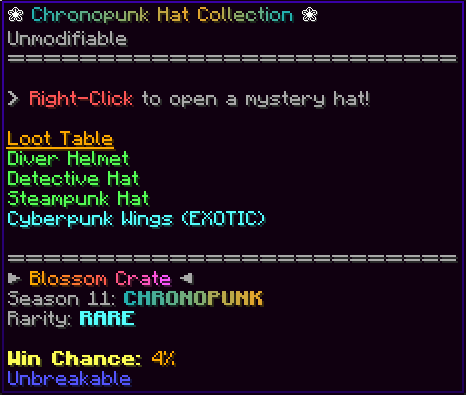 ❀ Chronopunk Hat Collection ❀
Unmodifiable
================================
> Right-Click to open a mystery hat!
Loot Table
Diver Helmet
Detective Hat
Steampunk Hat
Cyberpunk Wings (EXOTIC)
================================
► Blossom Crate ◄
Season 11: CHRONOPUNK
Rarity: RARE
Win Chance: 4%
Unbreakable